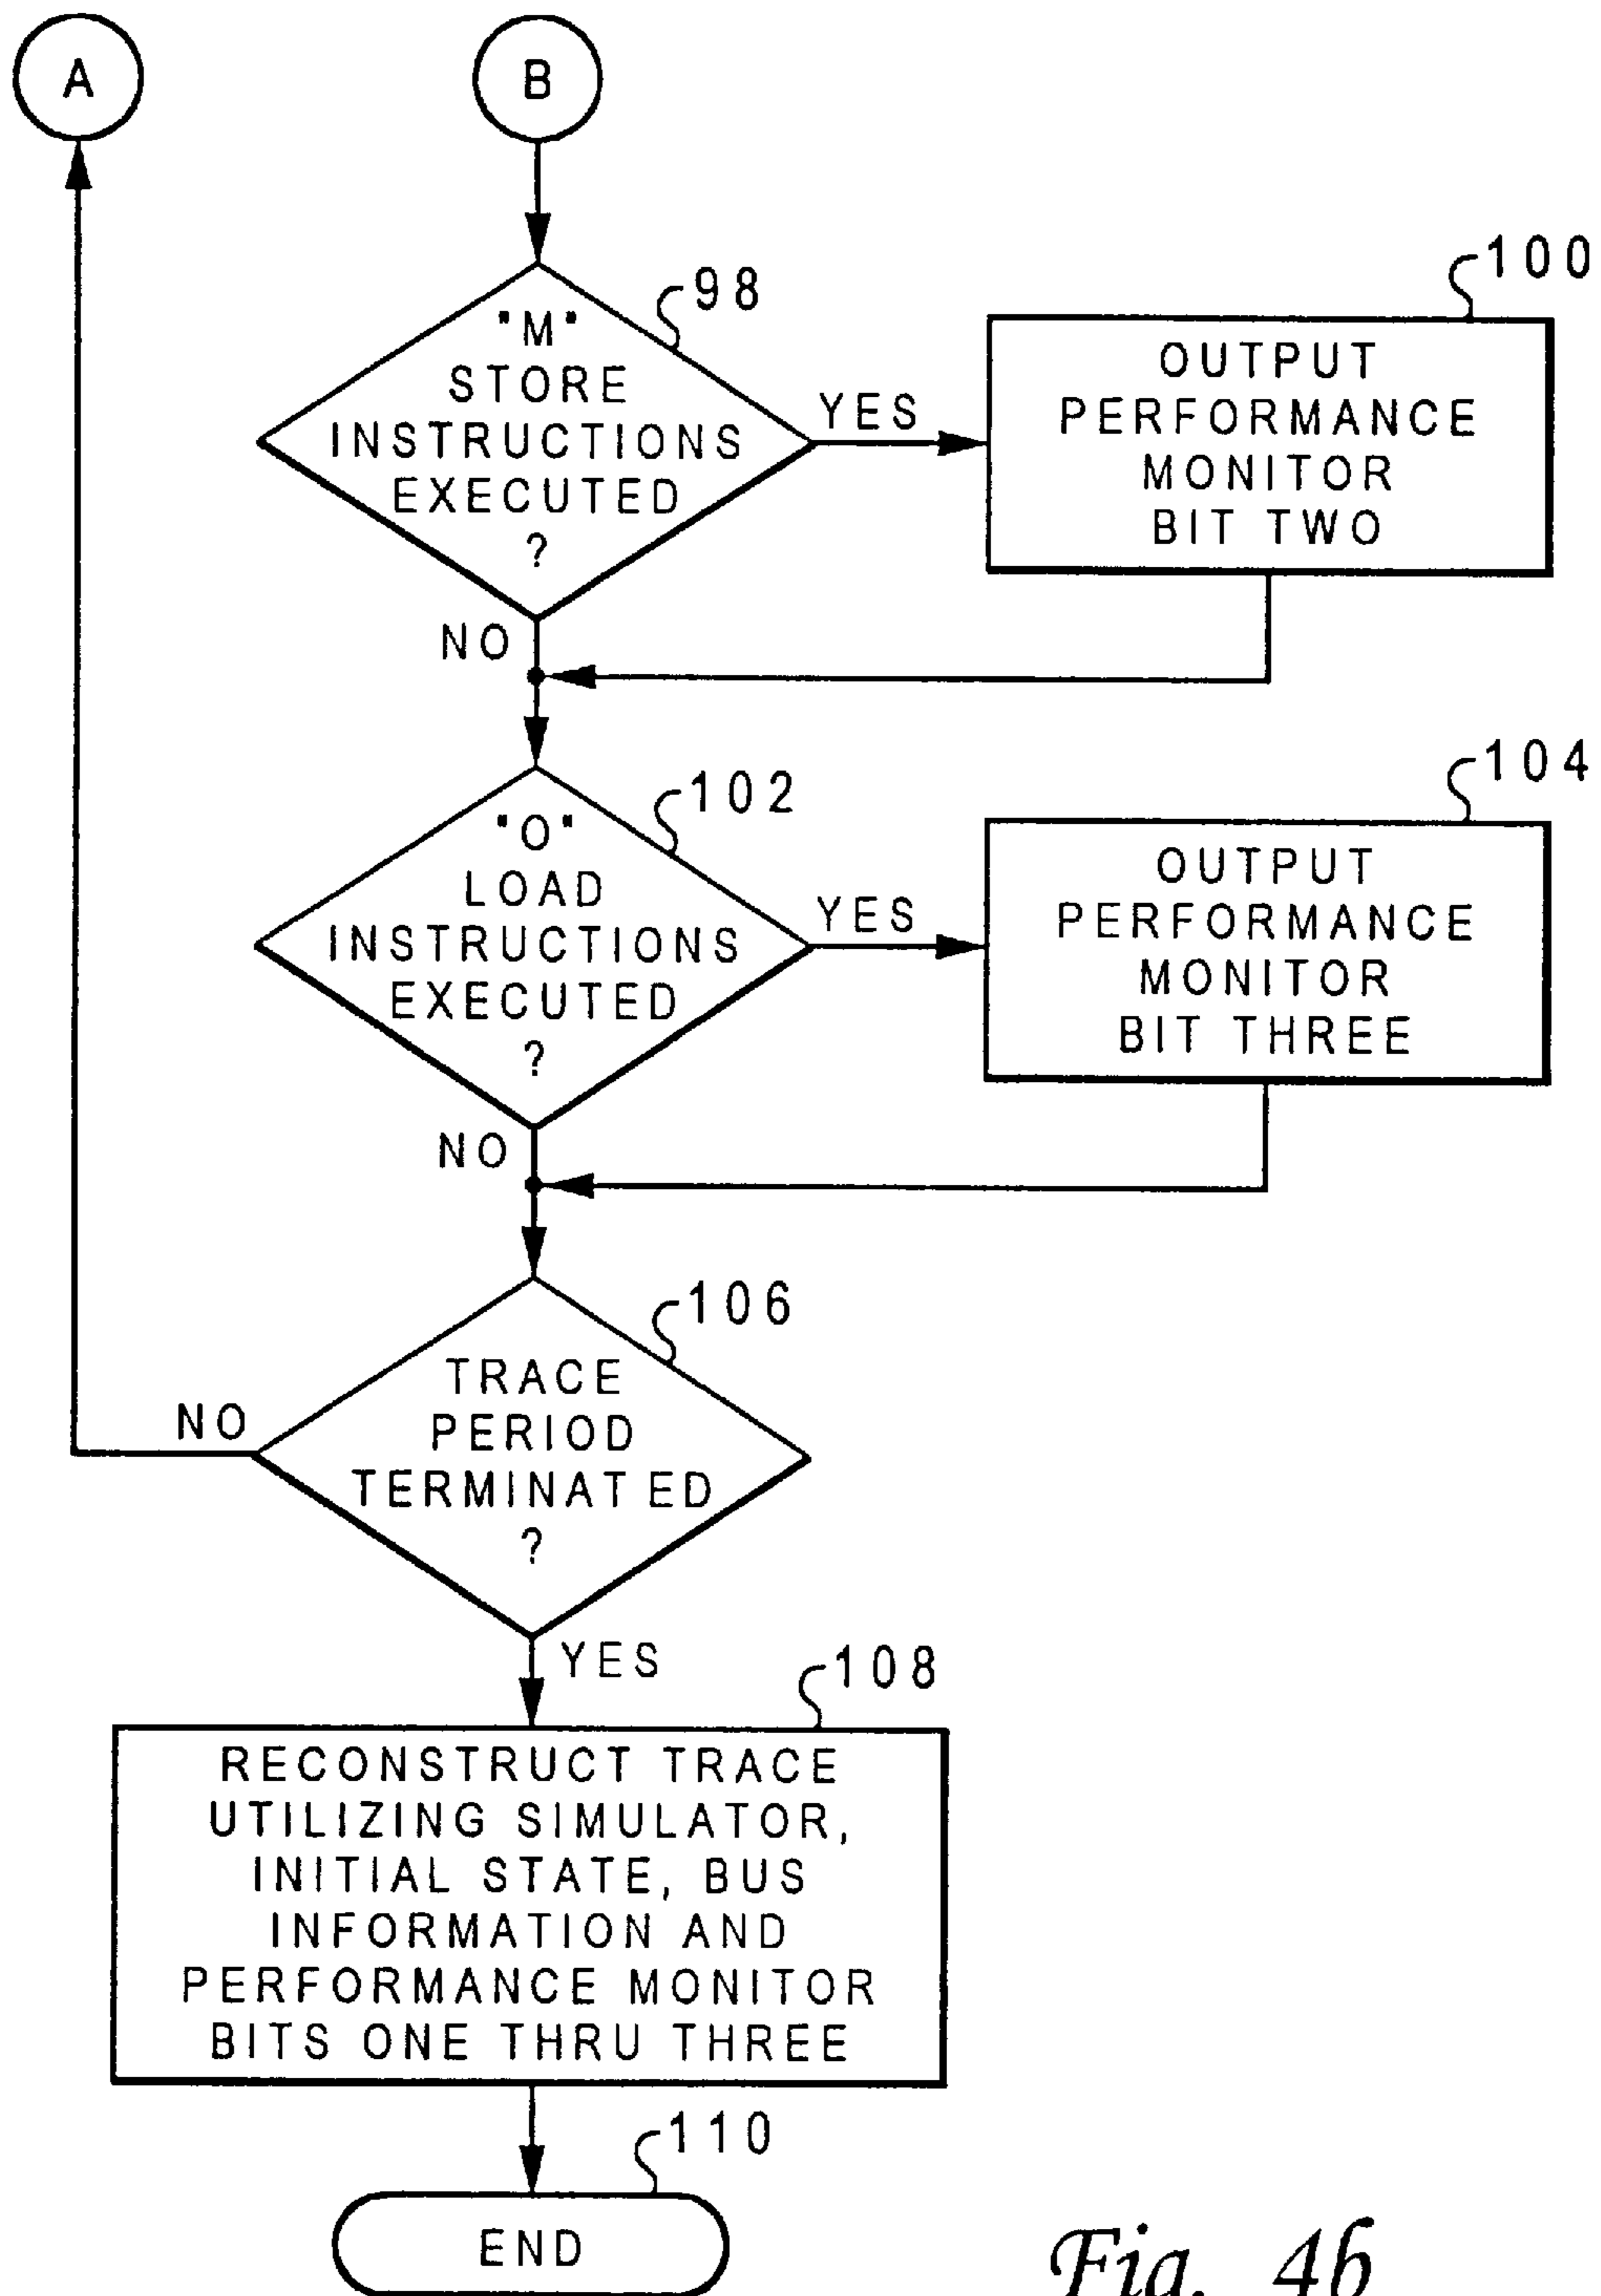 A
B
98
"M"
STORE
INSTRUCTIONS
EXECUTED
?
YES
100
OUTPUT
PERFORMANCE
MONITOR
BIT TWO
NO
102
"O"
LOAD
INSTRUCTIONS
EXECUTED
?
YES
104
OUTPUT
PERFORMANCE
MONITOR
BIT THREE
NO
106
TRACE
PERIOD
TERMINATED
?
NO
YES
108
RECONSTRUCT TRACE
UTILIZING SIMULATOR,
INITIAL STATE, BUS
INFORMATION AND
PERFORMANCE MONITOR
BITS ONE THRU THREE
110
END
Fig. 4b